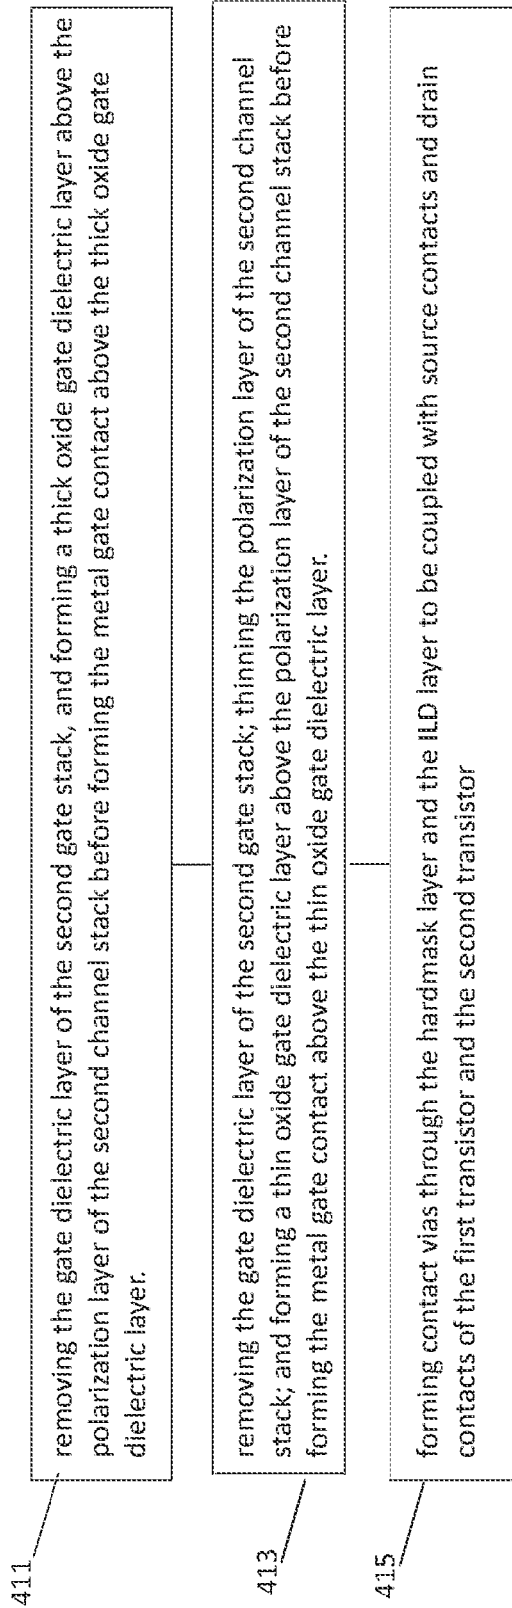 411
removing the gate dielectric layer of the second gate stack, and forming a thick oxide gate dielectric layer above the
polarization layer of the second channel stack before forming the metal gate contact above the thick oxide gate
dielectric layer.
413
removing the gate dielectric layer of the second gate stack; thinning the polarization layer of the second channel
stack; and forming a thin oxide gate dielectric layer above the polarization layer of the second channel stack before
forming the metal gate contact above the thin oxide gate dielectric layer.
415
forming contact vias through the hardmask layer and the ILD layer to be coupled with source contacts and drain
contacts of the first transistor and the second transistor